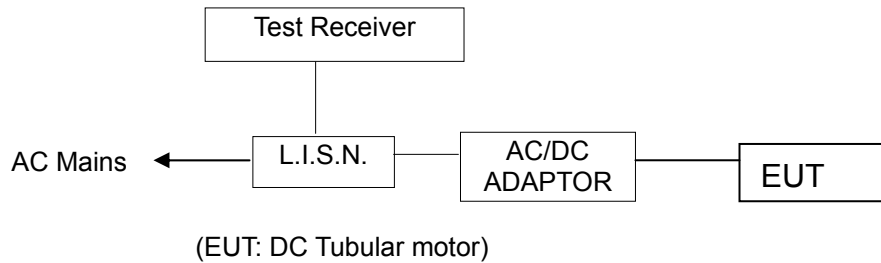 Test Receiver
AC Mains
L.I.S.N.
AC/DC
ADAPTOR
EUT
(EUT: DC Tubular motor)